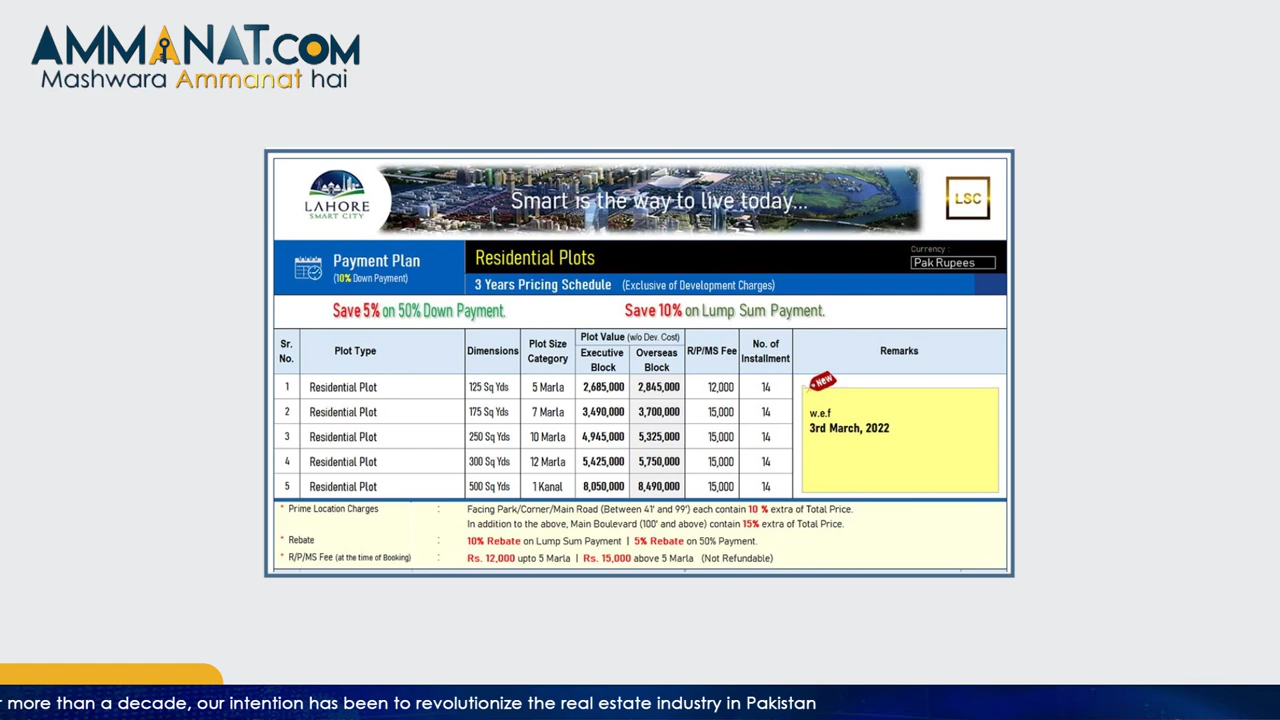 AMMANAT.COM
Mashwara Ammanat hai
LAHORE
SMART CITY
Smart is the way to live today...
LSC
Payment Plan
(10% Down Payment)
Residential Plots
Currency :
Pak Rupees
3 Years Pricing Schedule (Exclusive of Development Charges)
Save 5% on 50% Down Payment. Save 10% on Lump Sum Payment.
Sr. No. Plot Type Dimensions Plot Size Category Plot Value (w/o Dev. Cost) Executive Block Overseas Block R/P/MS Fee No. of Installment Remarks
1 Residential Plot 125 Sq Yds 5 Marla 2,685,000 2,845,000 12,000 14
2 Residential Plot 175 Sq Yds 7 Marla 3,490,000 3,700,000 15,000 14
3 Residential Plot 250 Sq Yds 10 Marla 4,945,000 5,325,000 15,000 14
4 Residential Plot 300 Sq Yds 12 Marla 5,425,000 5,750,000 15,000 14
5 Residential Plot 500 Sq Yds 1 Kanal 8,050,000 8,490,000 15,000 14
New
w.e.f
3rd March, 2022
* Prime Location Charges : Facing Park/Corner/Main Road (Between 41' and 99') each contain 10 % extra of Total Price.
In addition to the above, Main Boulevard (100' and above) contain 15% extra of Total Price.
* Rebate : 10% Rebate on Lump Sum Payment | 5% Rebate on 50% Payment.
* R/P/MS Fee (at the time of Booking) : Rs. 12,000 upto 5 Marla | Rs. 15,000 above 5 Marla (Not Refundable)
r more than a decade, our intention has been to revolutionize the real estate industry in Pakistan